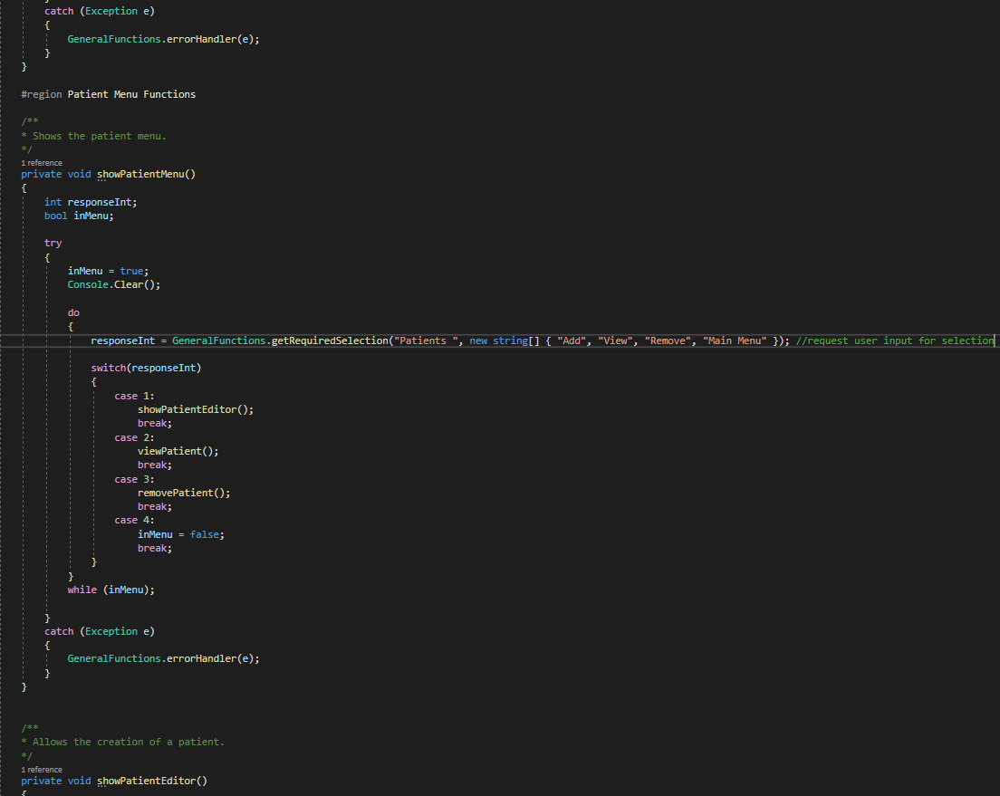 }
catch (Exception e)
{
GeneralFunctions.errorHandler(e);
}
}
#region Patient Menu Functions
/**
* Shows the patient menu.
*/
1 reference
private void showPatientMenu()
{
int responseInt;
bool inMenu;
try
{
inMenu = true;
Console.Clear();
do
{
responseInt = GeneralFunctions.getRequiredSelection("Patients ", new string[] { "Add", "View", "Remove", "Main Menu" }); //request user input for selection
switch(responseInt)
{
case 1:
showPatientEditor();
break;
case 2:
viewPatient();
break;
case 3:
removePatient();
break;
case 4:
inMenu = false;
break;
}
}
while (inMenu);
}
catch (Exception e)
{
GeneralFunctions.errorHandler(e);
}
}
/**
* Allows the creation of a patient.
*/
1 reference
private void showPatientEditor()
{